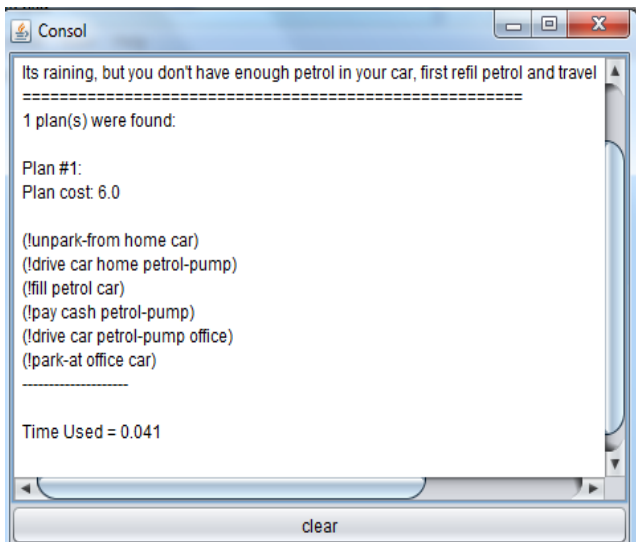 Consol
Its raining, but you don't have enough petrol in your car, first refil petrol and travel
======================================================
1 plan(s) were found:
Plan #1:
Plan cost: 6.0
(!unpark-from home car)
(!drive car home petrol-pump)
(!fill petrol car)
(!pay cash petrol-pump)
(!drive car petrol-pump office)
(!park-at office car)
--------------------
Time Used = 0.041
clear